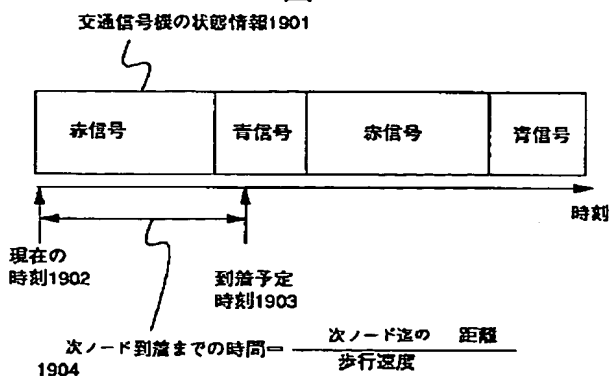 交通信号機の状態情報1901
赤信号
青信号
赤信号
青信号
時刻
現在の
時刻1902
到着予定
時刻1903
次ノード到着までの時間=
次ノード迄の 距離
歩行速度
1904